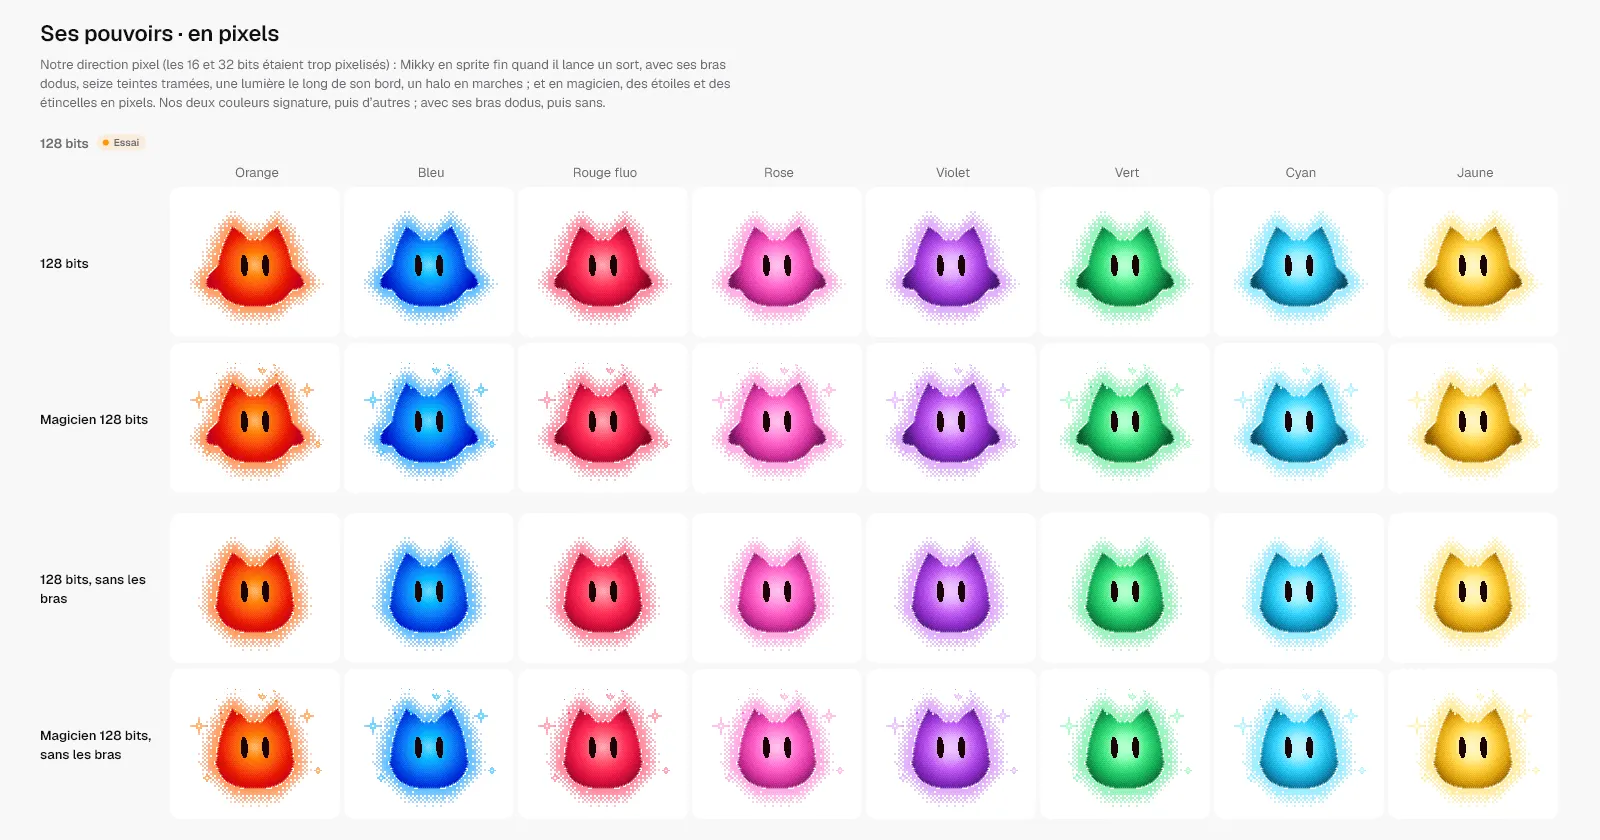 Ses pouvoirs · en pixels
Notre direction pixel (les 16 et 32 bits étaient trop pixelisés) : Mikky en sprite fin quand il lance un sort, avec ses bras
dodus, seize teintes tramées, une lumière le long de son bord, un halo en marches ; et en magicien, des étoiles et des
étincelles en pixels. Nos deux couleurs signature, puis d'autres ; avec ses bras dodus, puis sans.
128 bits Essai
Orange Bleu Rouge fluo Rose Violet Vert Cyan Jaune
128 bits
Magicien 128 bits
128 bits, sans les
bras
Magicien 128 bits,
sans les bras